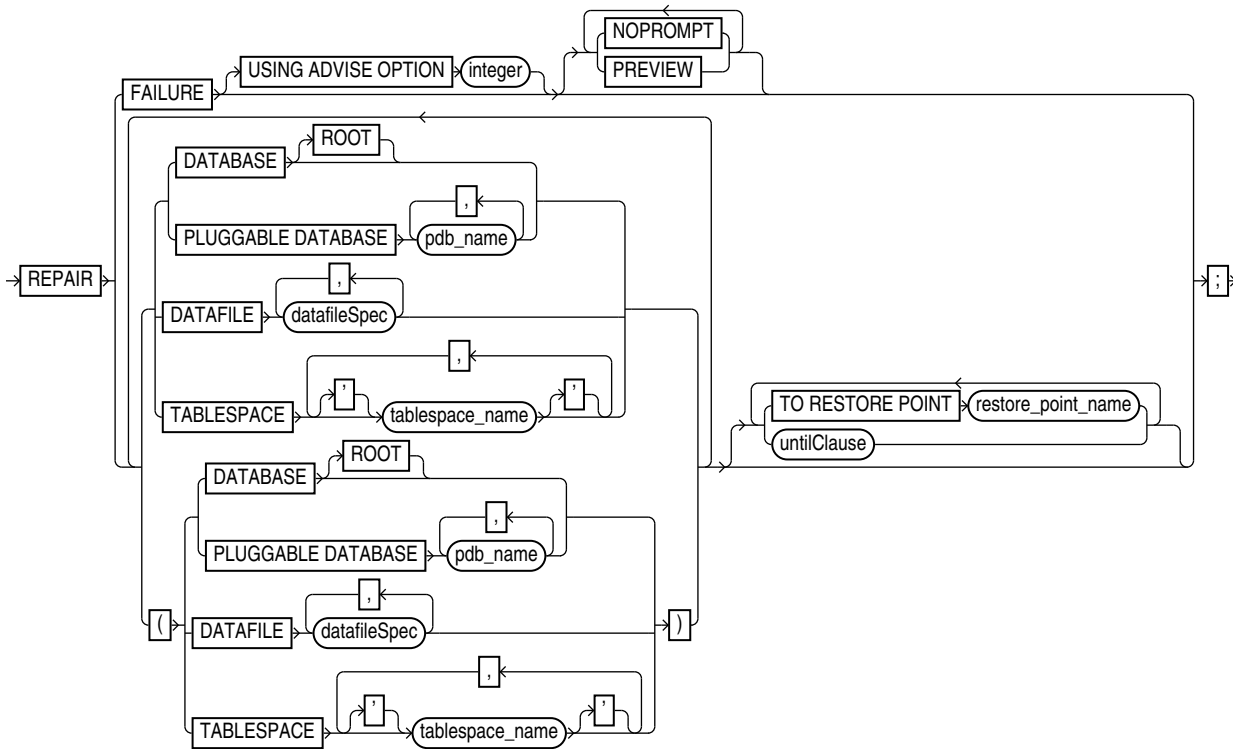 NOPROMPT
USING ADVISE OPTION integer
PREVIEW
FAILURE
ROOT
DATABASE
,
PLUGGABLE DATABASE pdb_name
REPAIR
;
,
DATAFILE datafileSpec
,
' '
TABLESPACE tablespace_name
TO RESTORE POINT restore_point_name
untilClause
ROOT
DATABASE
,
PLUGGABLE DATABASE pdb_name
,
( DATAFILE datafileSpec )
,
' '
TABLESPACE tablespace_name